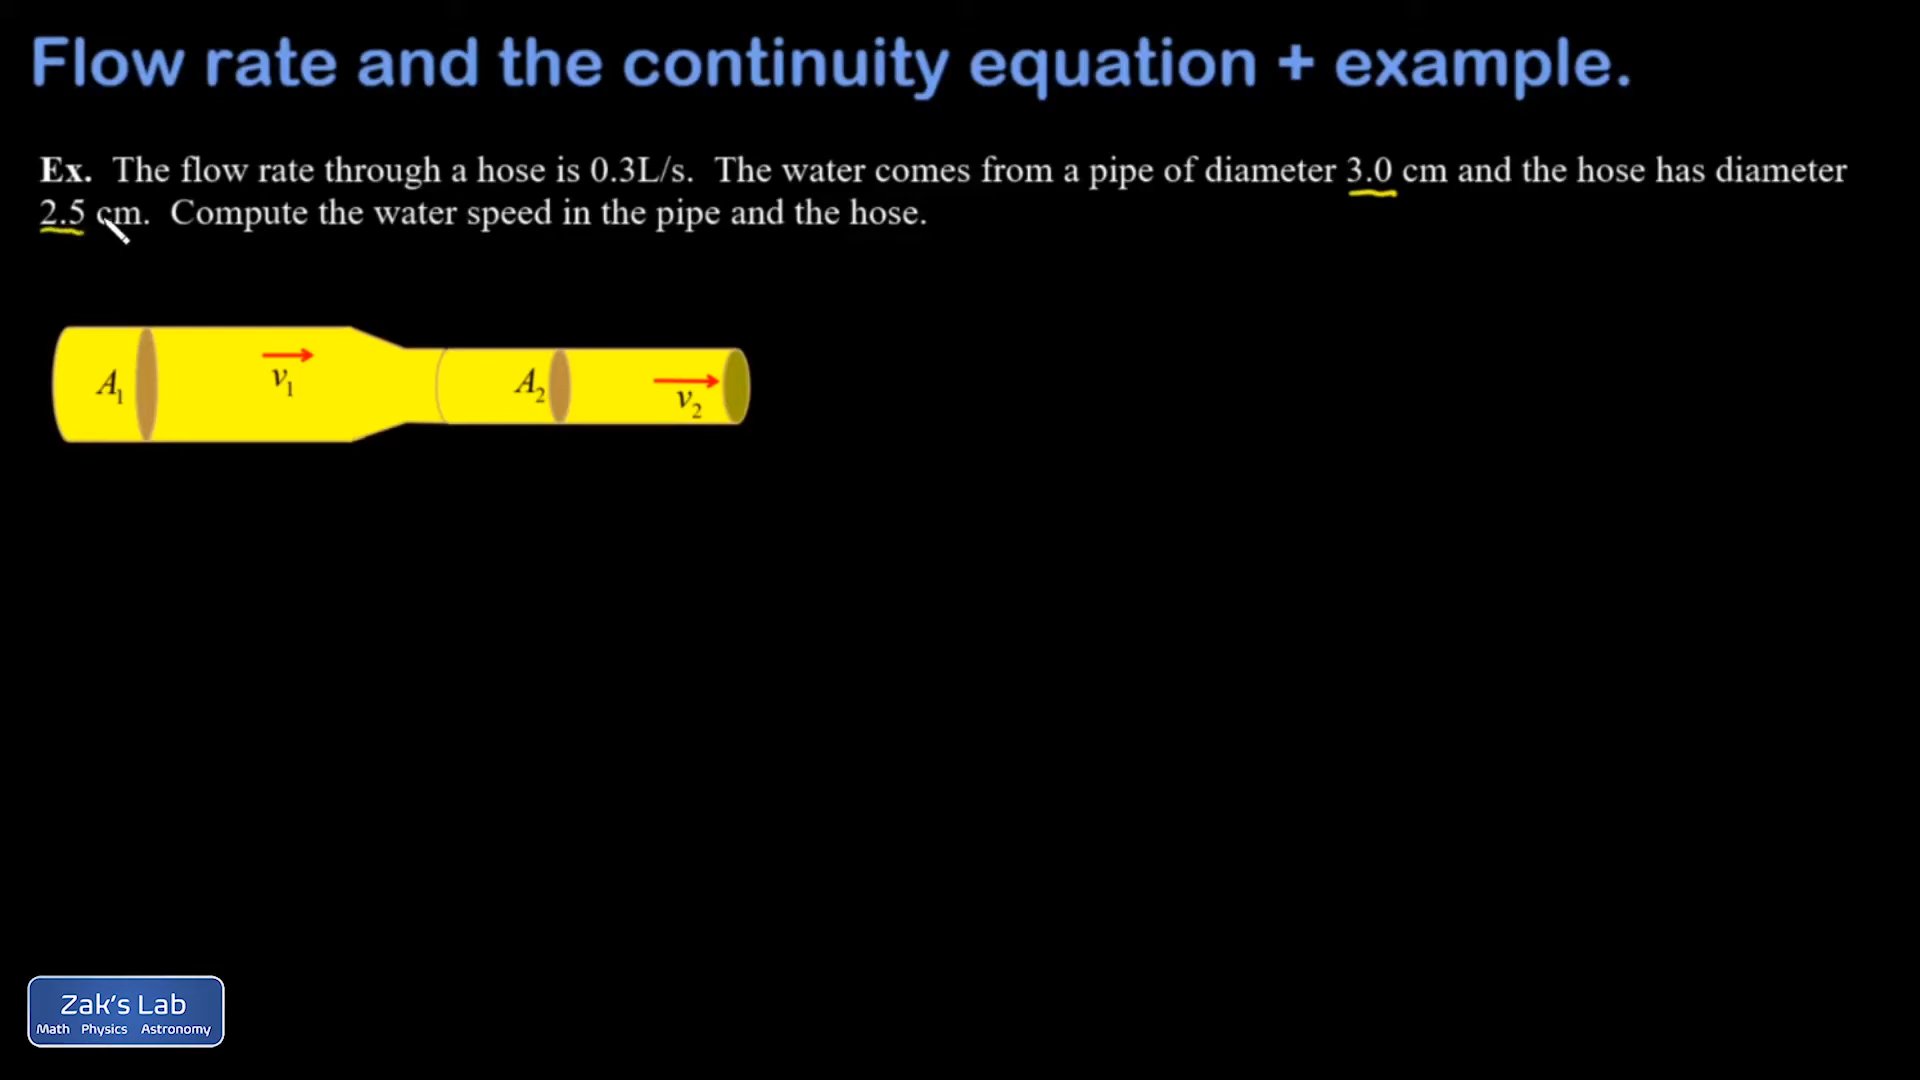 Flow rate and the continuity equation + example.
Ex. The flow rate through a hose is 0.3L/s. The water comes from a pipe of diameter 3.0 cm and the hose has diameter
2.5 cm. Compute the water speed in the pipe and the hose.
A₁ v₁ A₂ v₂
Zak's Lab
Math Physics Astronomy